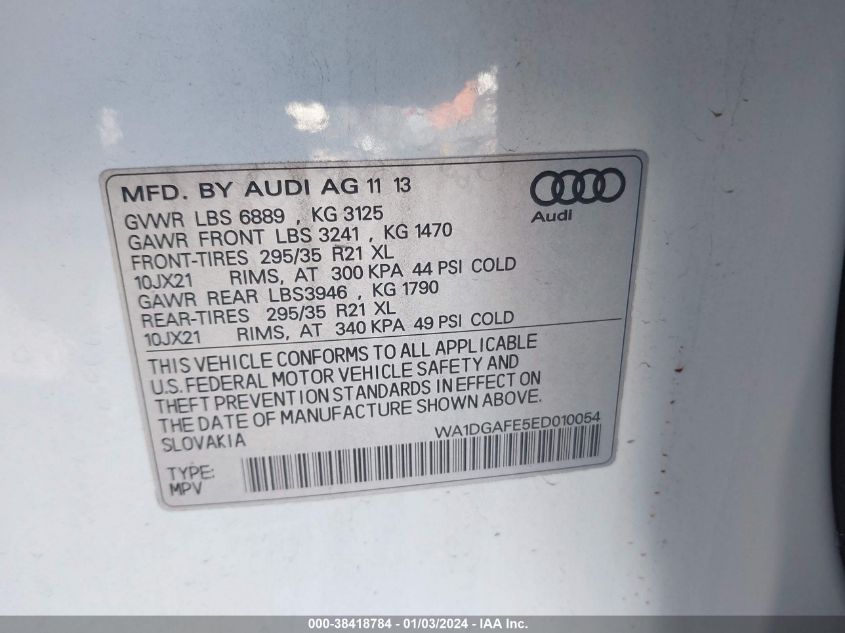 MFD. BY AUDI AG 11 13
Audi
GVWR LBS 6889 , KG 3125
GAWR FRONT LBS 3241 , KG 1470
FRONT-TIRES 295/35 R21 XL
10JX21 RIMS, AT 300 KPA 44 PSI COLD
GAWR REAR LBS3946 , KG 1790
REAR-TIRES 295/35 R21 XL
10JX21 RIMS, AT 340 KPA 49 PSI COLD
THIS VEHICLE CONFORMS TO ALL APPLICABLE
U.S. FEDERAL MOTOR VEHICLE SAFETY AND
THEFT PREVENTION STANDARDS IN EFFECT ON
THE DATE OF MANUFACTURE SHOWN ABOVE.
SLOVAKIA
WA1DGAFE5ED010054
TYPE:
MPV
000-38418784 - 01/03/2024 - IAA Inc.